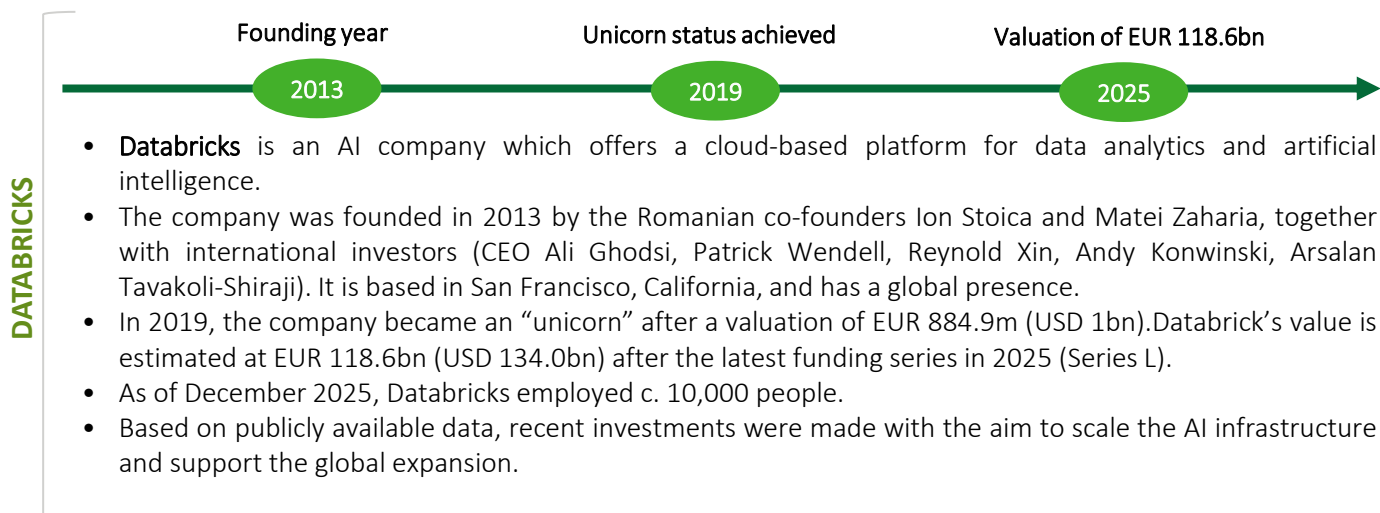 Founding year
Unicorn status achieved
Valuation of EUR 118.6bn
2013
2019
2025
DATABRICKS
• Databricks is an AI company which offers a cloud-based platform for data analytics and artificial
intelligence.
• The company was founded in 2013 by the Romanian co-founders Ion Stoica and Matei Zaharia, together
with international investors (CEO Ali Ghodsi, Patrick Wendell, Reynold Xin, Andy Konwinski, Arsalan
Tavakoli-Shiraji). It is based in San Francisco, California, and has a global presence.
• In 2019, the company became an “unicorn” after a valuation of EUR 884.9m (USD 1bn).Databrick’s value is
estimated at EUR 118.6bn (USD 134.0bn) after the latest funding series in 2025 (Series L).
• As of December 2025, Databricks employed c. 10,000 people.
• Based on publicly available data, recent investments were made with the aim to scale the AI infrastructure
and support the global expansion.